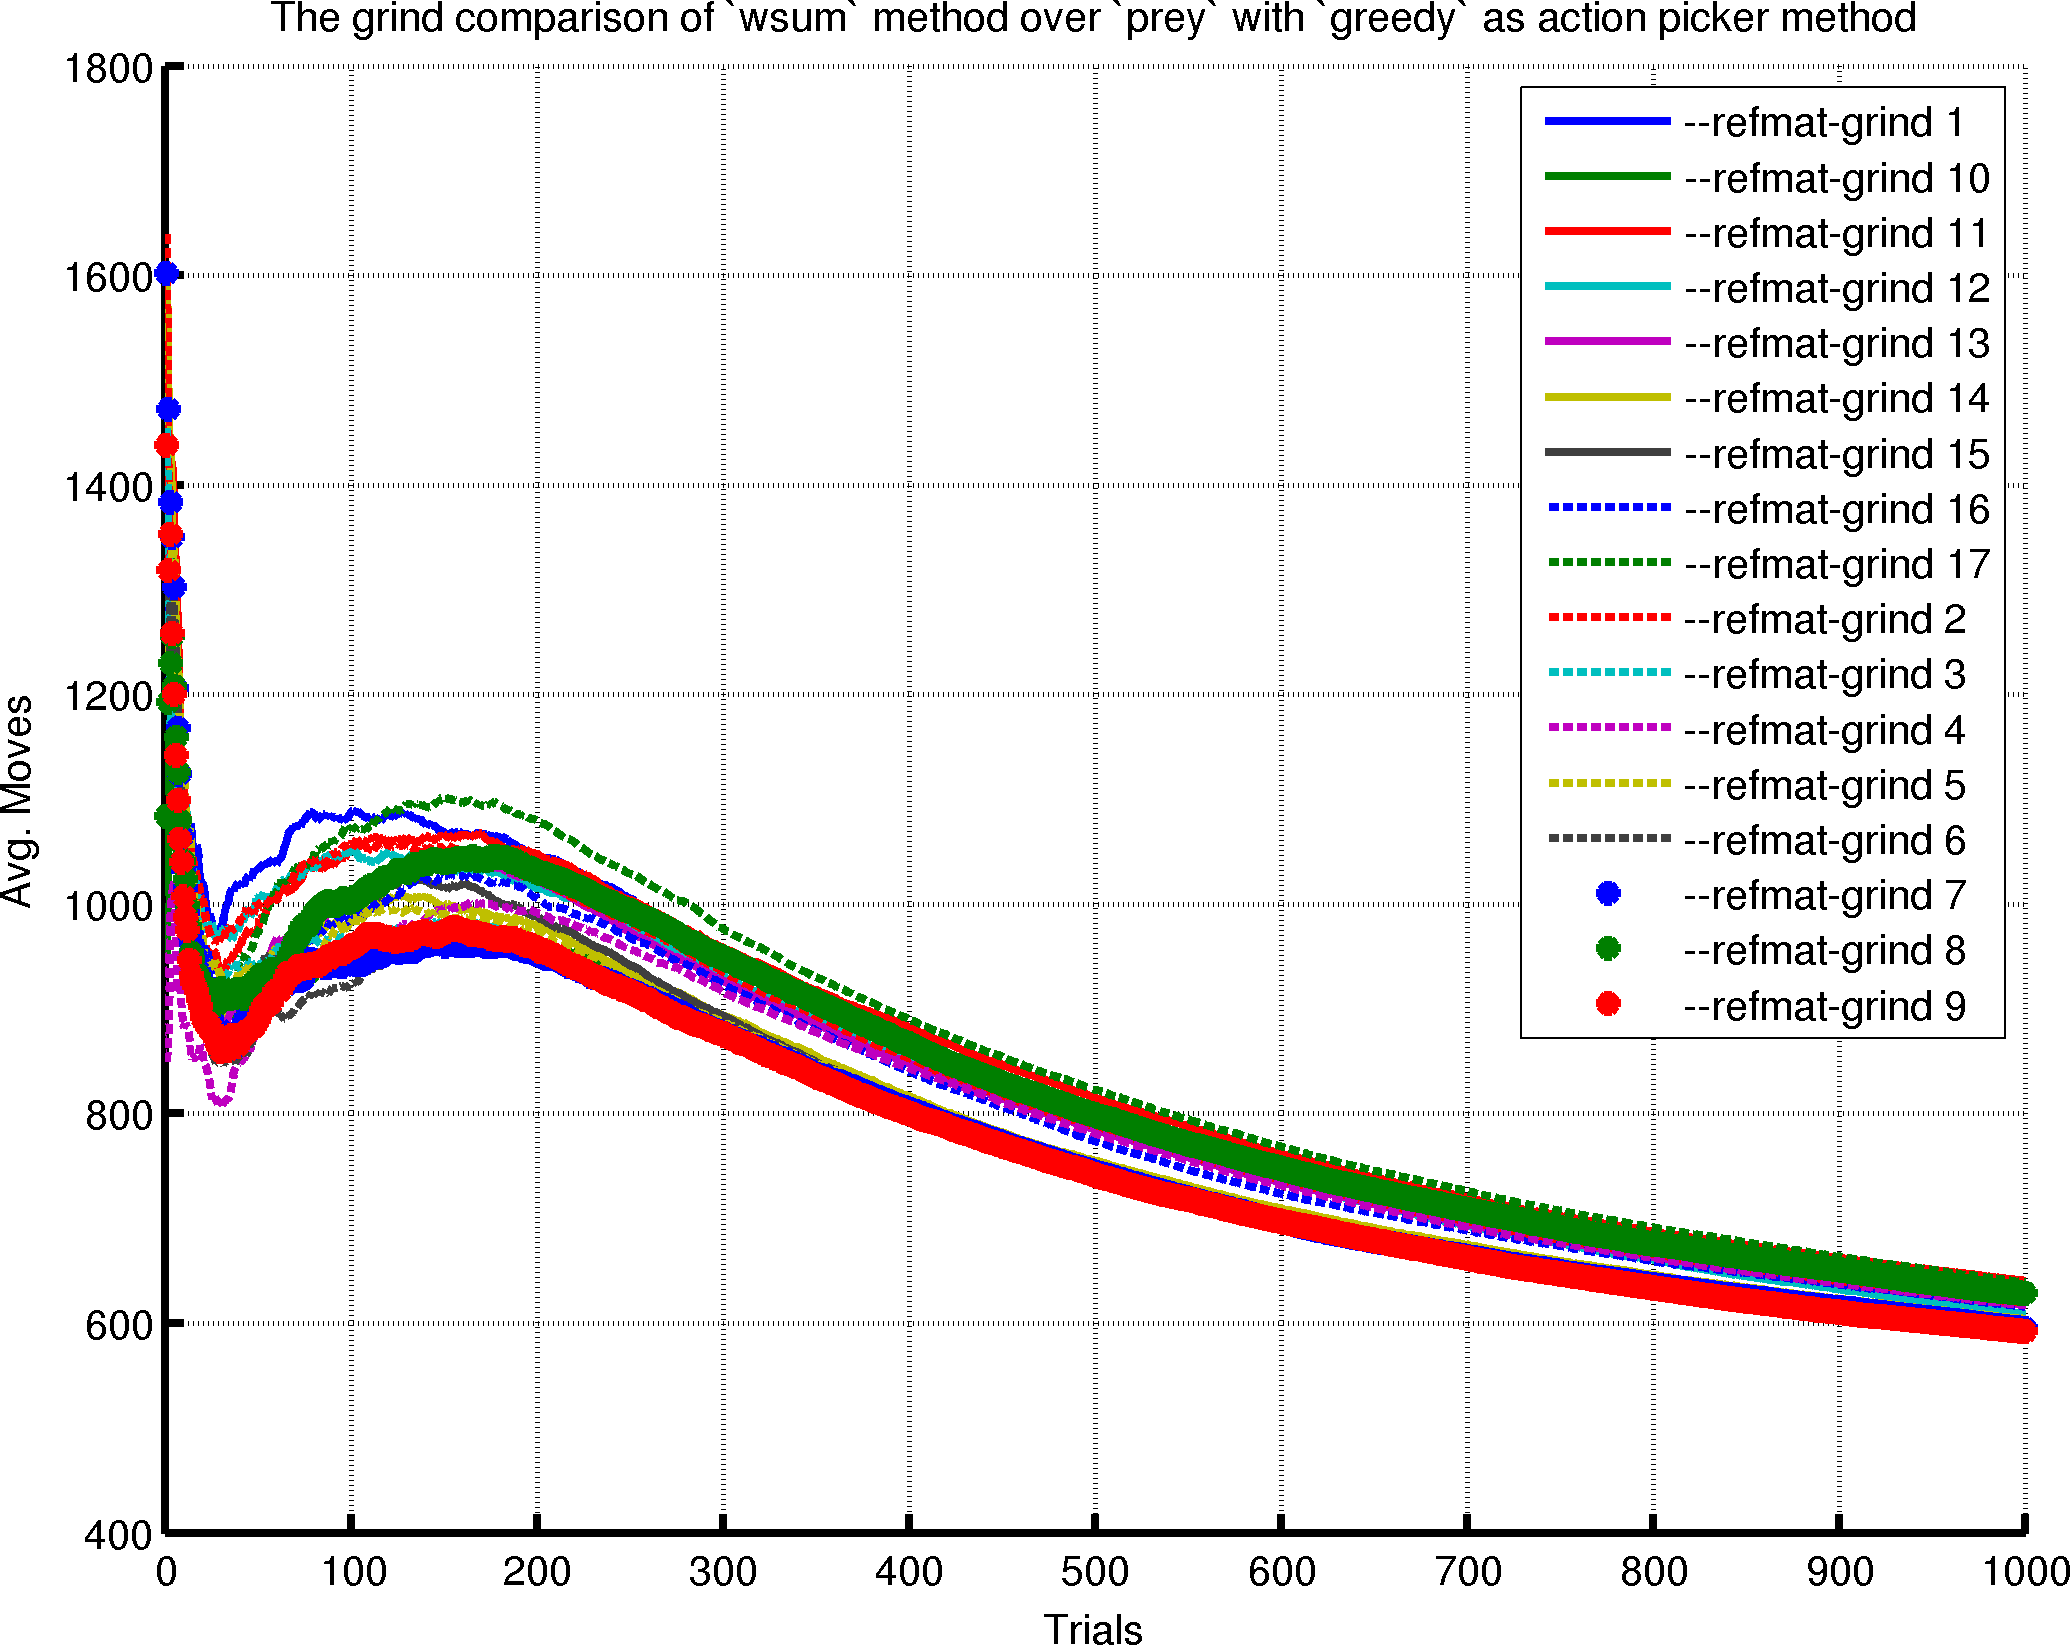 The grind comparison of `wsum` method over `prey` with `greedy` as action picker method
1800
1600
1400
1200
1000
800
600
400
Avg. Moves
0 100 200 300 400 500 600 700 800 900 1000
Trials
--refmat-grind 1
--refmat-grind 10
--refmat-grind 11
--refmat-grind 12
--refmat-grind 13
--refmat-grind 14
--refmat-grind 15
--refmat-grind 16
--refmat-grind 17
--refmat-grind 2
--refmat-grind 3
--refmat-grind 4
--refmat-grind 5
--refmat-grind 6
--refmat-grind 7
--refmat-grind 8
--refmat-grind 9